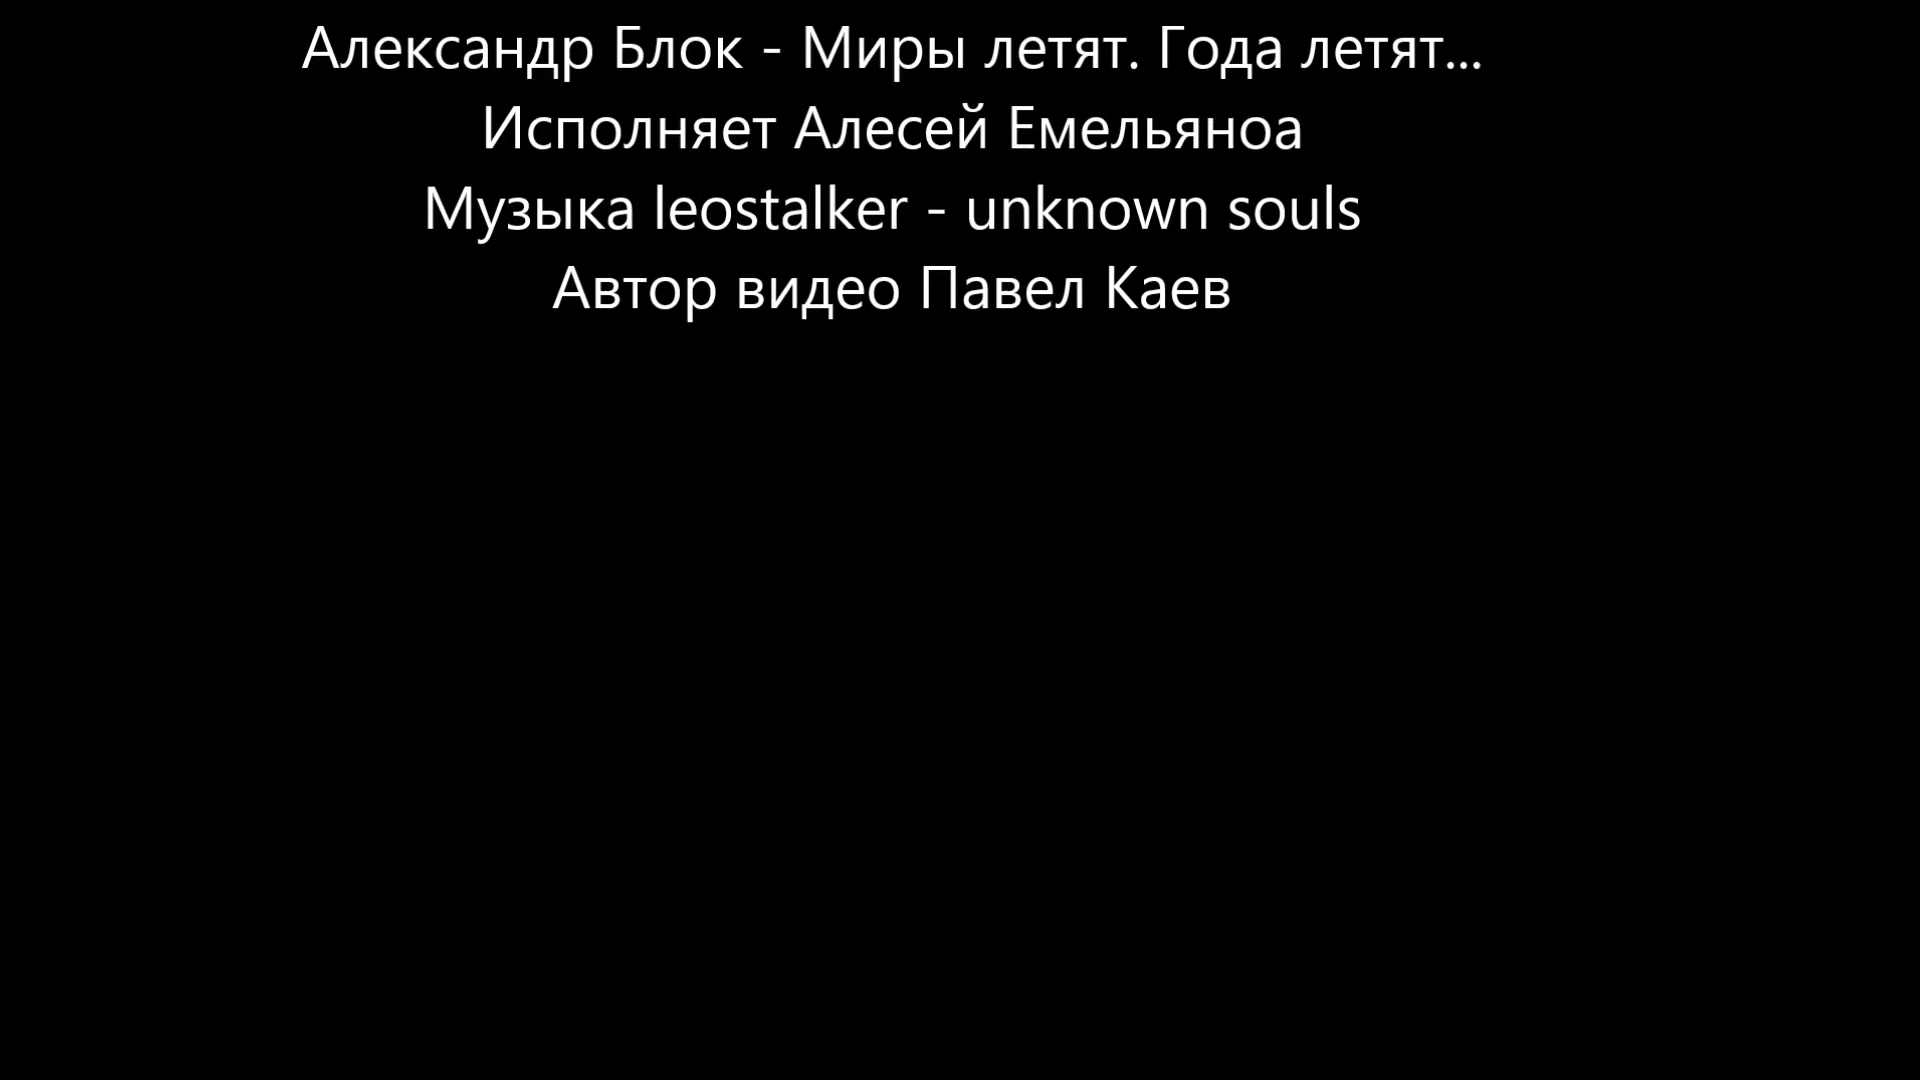 Александр Блок - Миры летят. Года летят...
Исполняет Алесей Емельяноа
Музыка leostalker - unknown souls
Автор видео Павел Каев